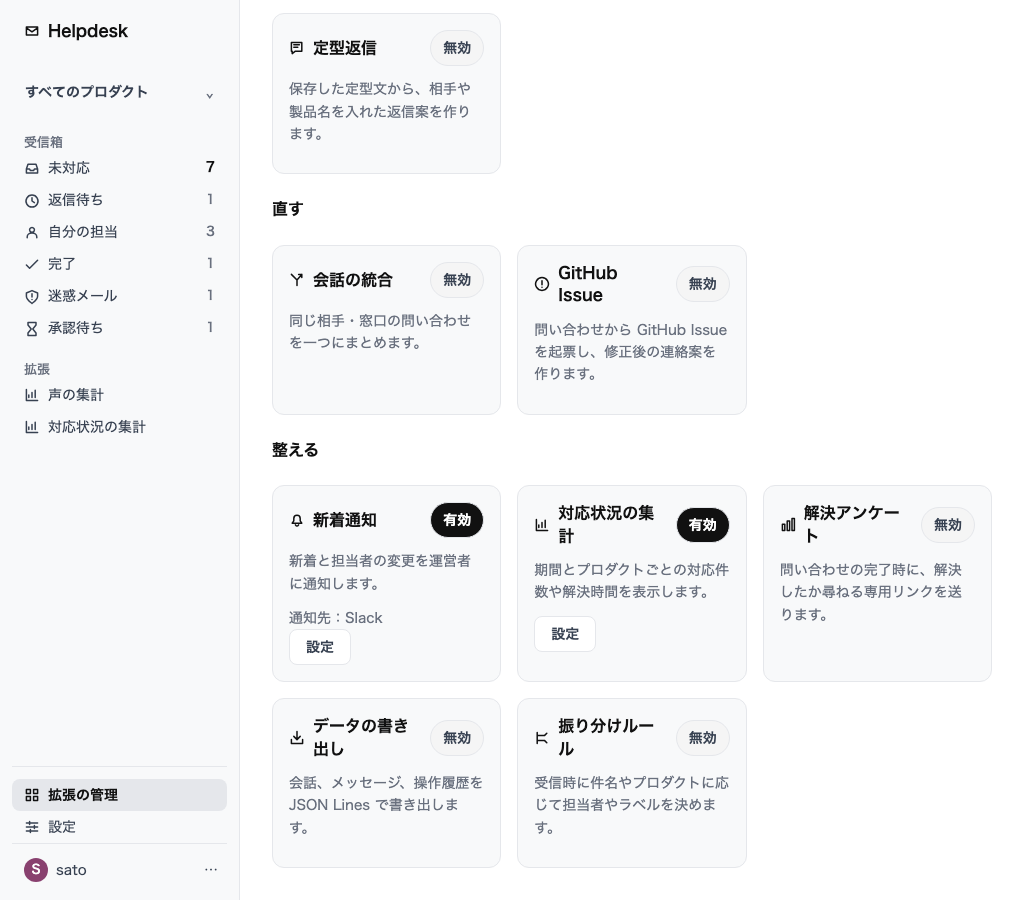 Helpdesk
すべてのプロダクト
受信箱
未対応 7
返信待ち 1
自分の担当 3
完了 1
迷惑メール 1
承認待ち 1
拡張
声の集計
対応状況の集計
拡張の管理
設定
S sato ...
定型返信 無効
保存した定型文から、相手や
製品名を入れた返信案を作り
ます。
直す
会話の統合 無効
同じ相手・窓口の問い合わせ
を一つにまとめます。
GitHub
Issue
無効
問い合わせから GitHub Issue
を起票し、修正後の連絡案を
作ります。
整える
新着通知 有効
新着と担当者の変更を運営者
に通知します。
通知先：Slack
設定
対応状況の集
計
有効
期間とプロダクトごとの対応件
数や解決時間を表示します。
設定
解決アンケー
ト
無効
問い合わせの完了時に、解決
したか尋ねる専用リンクを送
ります。
データの書き
出し
無効
会話、メッセージ、操作履歴を
JSON Lines で書き出しま
す。
振り分けルー
ル
無効
受信時に件名やプロダクトに応
じて担当者やラベルを決めま
す。